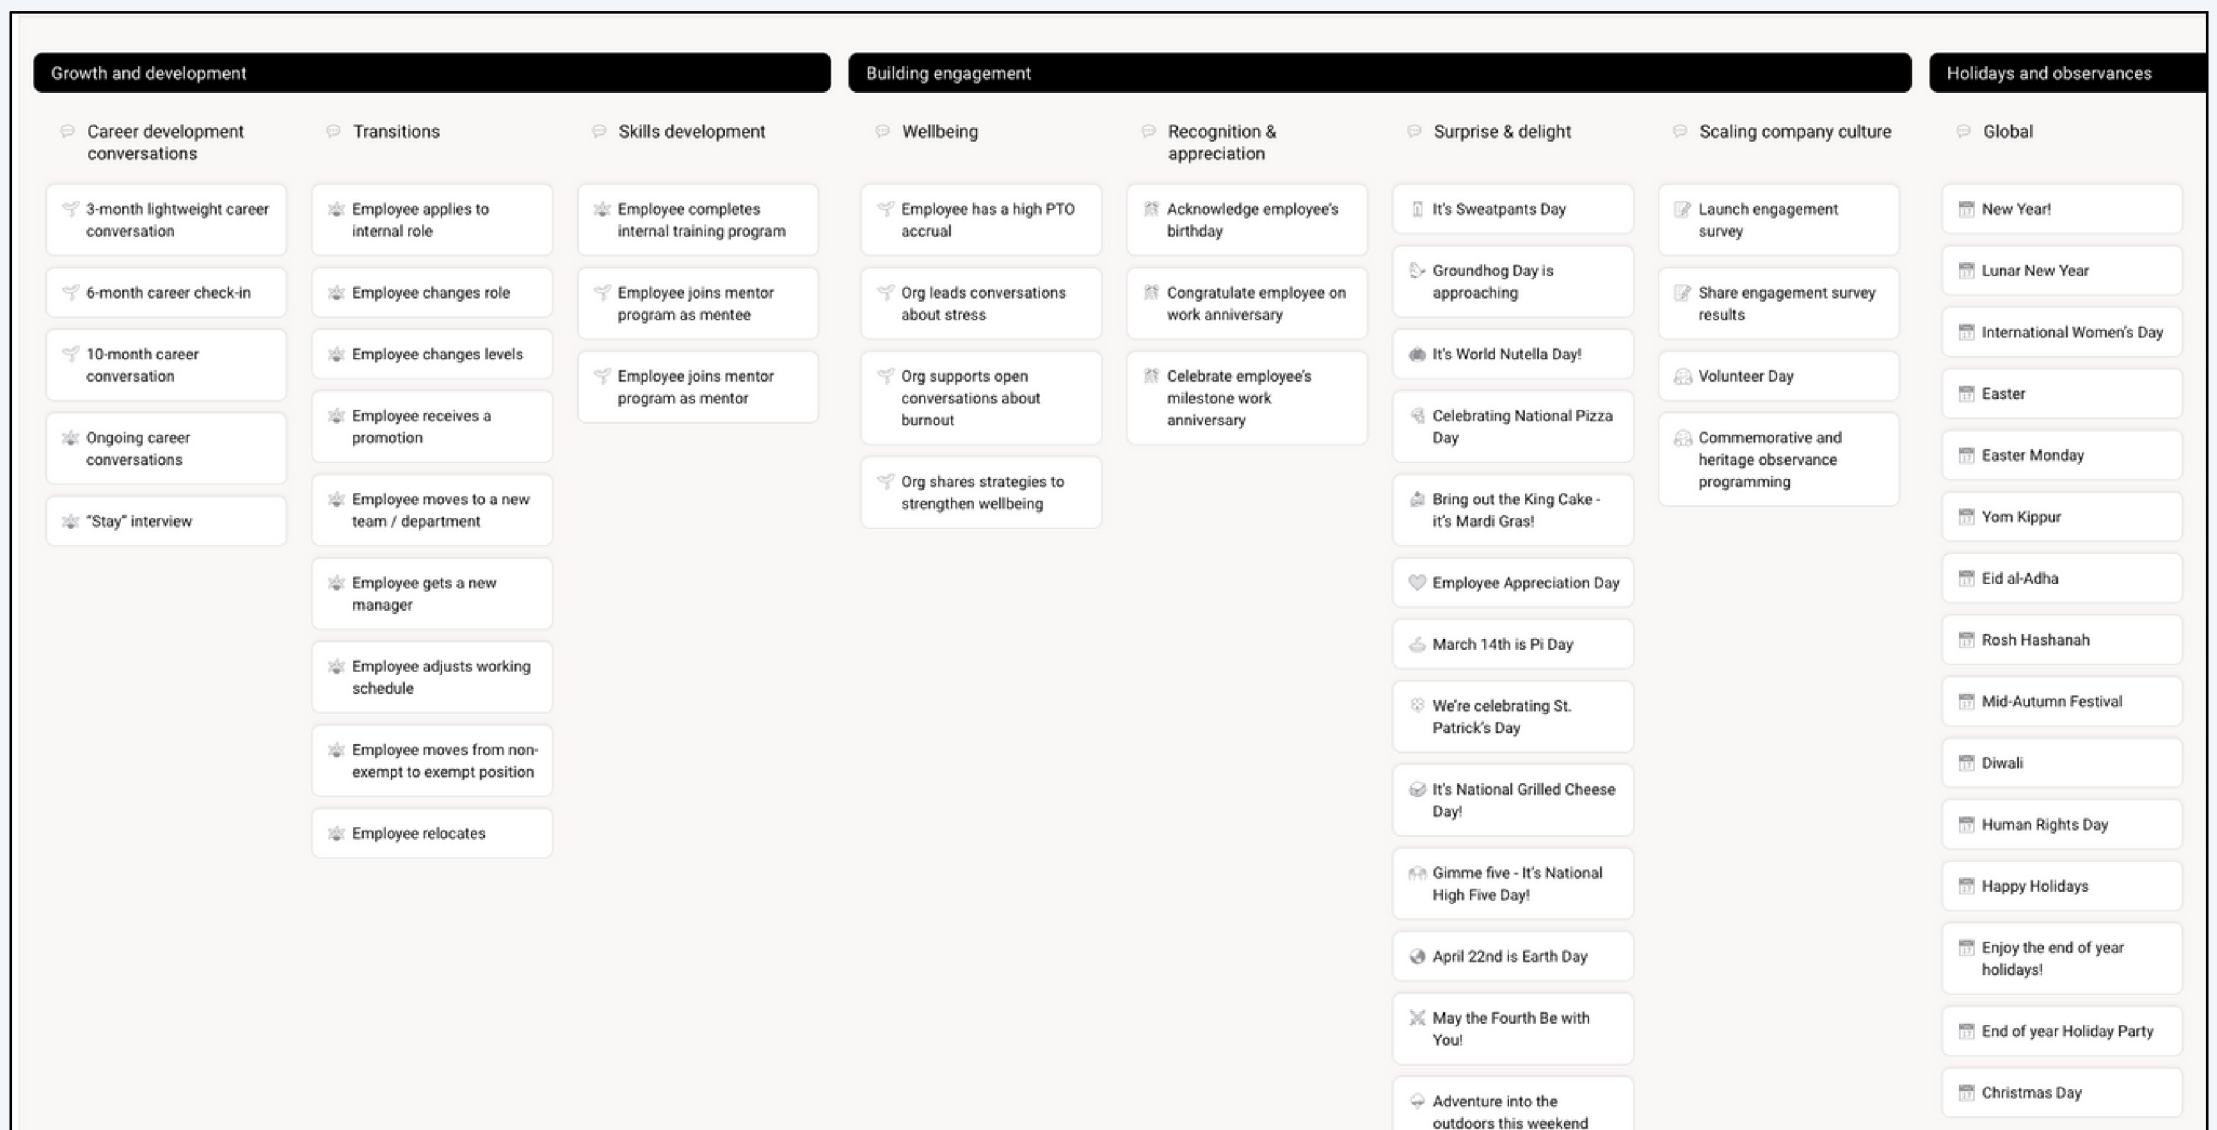 Growth and development
Career development
conversations
3-month lightweight career
conversation
6-month career check-in
10-month career
conversation
Ongoing career
conversations
“Stay” interview
Transitions
Employee applies to
internal role
Employee changes role
Employee changes levels
Employee receives a
promotion
Employee moves to a new
team / department
Employee gets a new
manager
Employee adjusts working
schedule
Employee moves from non-
exempt to exempt position
Employee relocates
Skills development
Employee completes
internal training program
Employee joins mentor
program as mentee
Employee joins mentor
program as mentor
Building engagement
Wellbeing
Employee has a high PTO
accrual
Org leads conversations
about stress
Org supports open
conversations about
burnout
Org shares strategies to
strengthen wellbeing
Recognition &
appreciation
Acknowledge employee’s
birthday
Congratulate employee on
work anniversary
Celebrate employee’s
milestone work
anniversary
Surprise & delight
It’s Sweatpants Day
Groundhog Day is
approaching
It’s World Nutella Day!
Celebrating National Pizza
Day
Bring out the King Cake -
it’s Mardi Gras!
Employee Appreciation Day
March 14th is Pi Day
We’re celebrating St.
Patrick’s Day
It’s National Grilled Cheese
Day!
Gimme five - It’s National
High Five Day!
April 22nd is Earth Day
May the Fourth Be with
You!
Adventure into the
outdoors this weekend
Scaling company culture
Launch engagement
survey
Share engagement survey
results
Volunteer Day
Commemorative and
heritage observance
programming
Holidays and observances
Global
New Year!
Lunar New Year
International Women’s Day
Easter
Easter Monday
Yom Kippur
Eid al-Adha
Rosh Hashanah
Mid-Autumn Festival
Diwali
Human Rights Day
Happy Holidays
Enjoy the end of year
holidays!
End of year Holiday Party
Christmas Day